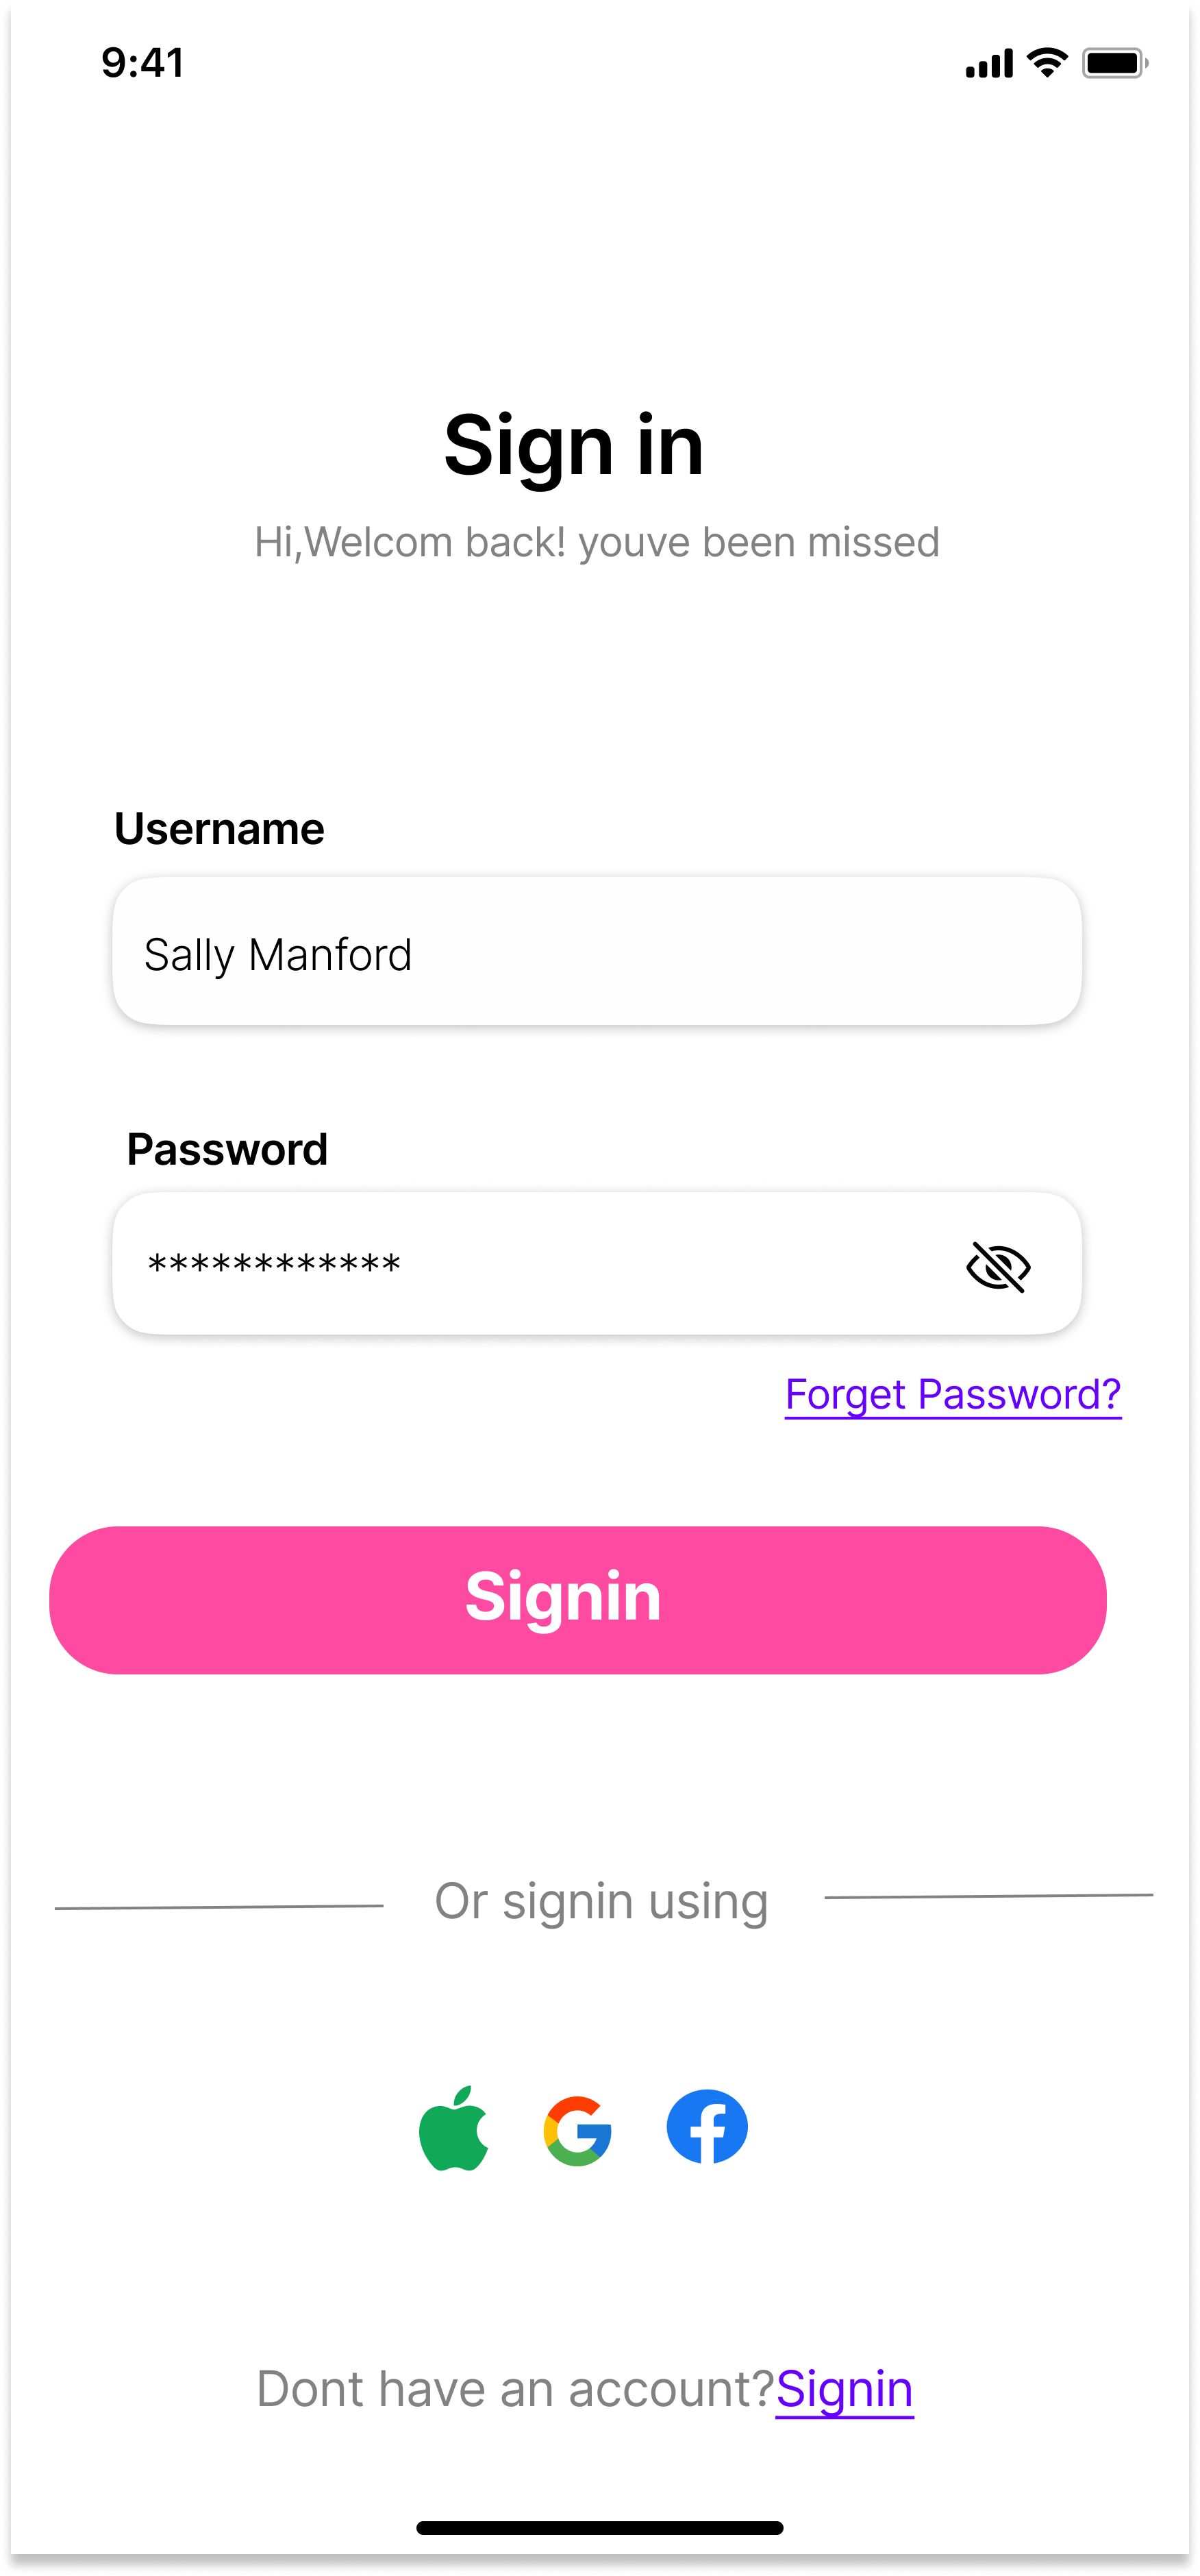 9:41
Sign in
Hi,Welcom back! youve been missed
Username
Sally Manford
Password
************
Forget Password?
Signin
Or signin using
Dont have an account?Signin